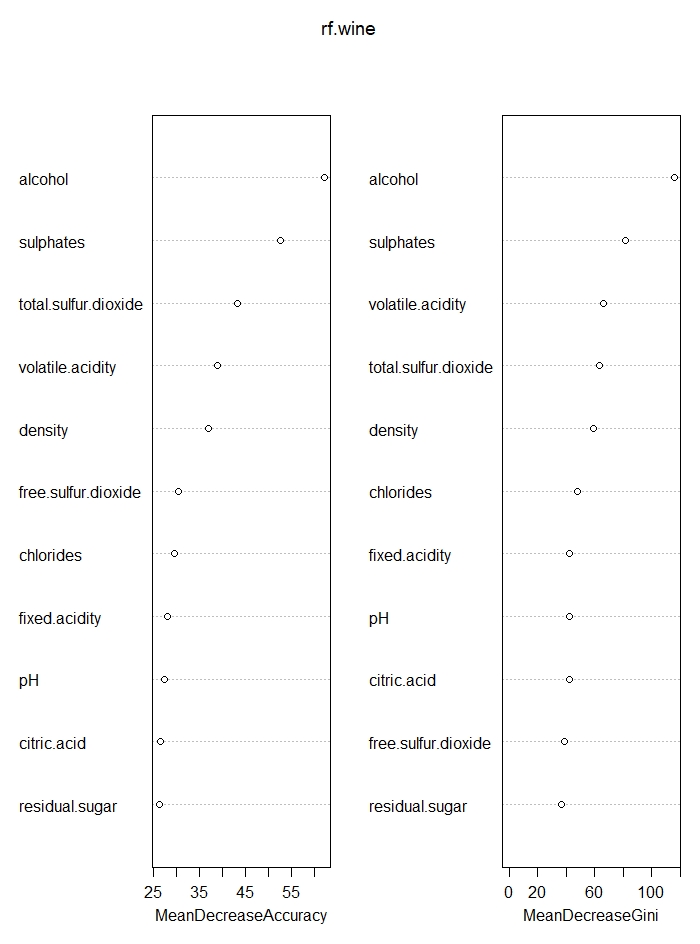 rf.wine
alcohol
sulphates
total.sulfur.dioxide
volatile.acidity
density
free.sulfur.dioxide
chlorides
fixed.acidity
pH
citric.acid
residual.sugar
25 35 45 55
MeanDecreaseAccuracy
alcohol
sulphates
volatile.acidity
total.sulfur.dioxide
density
chlorides
fixed.acidity
pH
citric.acid
free.sulfur.dioxide
residual.sugar
0 20 60 100
MeanDecreaseGini